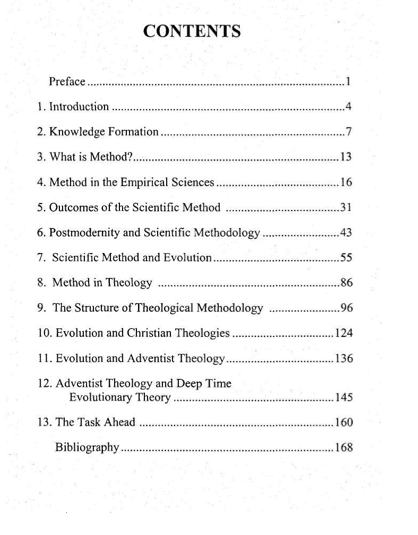 CONTENTS
Preface ........................................................................................1
1. Introduction ..............................................................................4
2. Knowledge Formation ..............................................................7
3. What is Method?......................................................................13
4. Method in the Empirical Sciences .........................................16
5. Outcomes of the Scientific Method ......................................31
6. Postmodernity and Scientific Methodology .........................43
7. Scientific Method and Evolution..........................................55
8. Method in Theology .............................................................86
9. The Structure of Theological Methodology .......................96
10. Evolution and Christian Theologies ..................................124
11. Evolution and Adventist Theology....................................136
12. Adventist Theology and Deep Time
Evolutionary Theory .....................................................145
13. The Task Ahead .................................................................160
Bibliography.......................................................................168